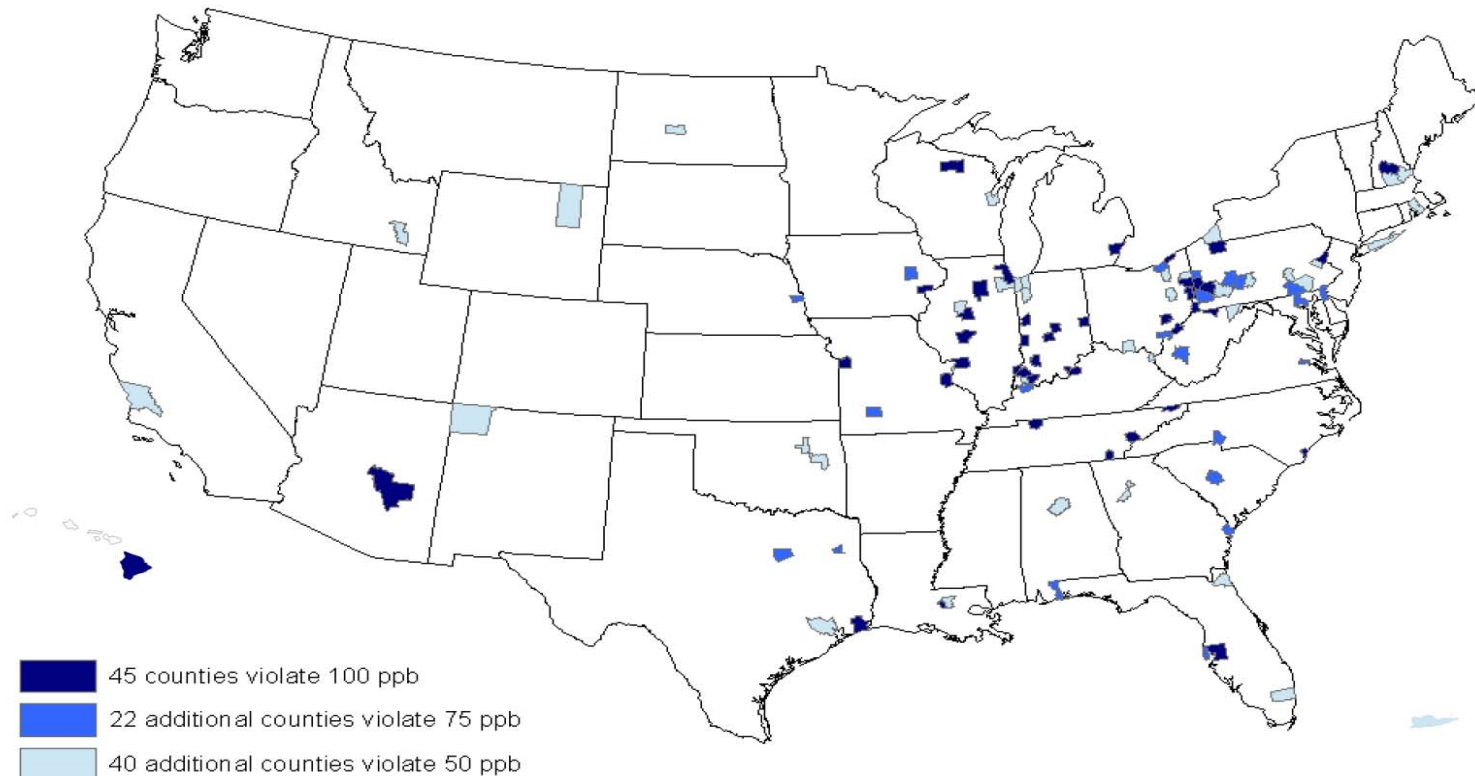 45 counties violate 100 ppb
22 additional counties violate 75 ppb
40 additional counties violate 50 ppb